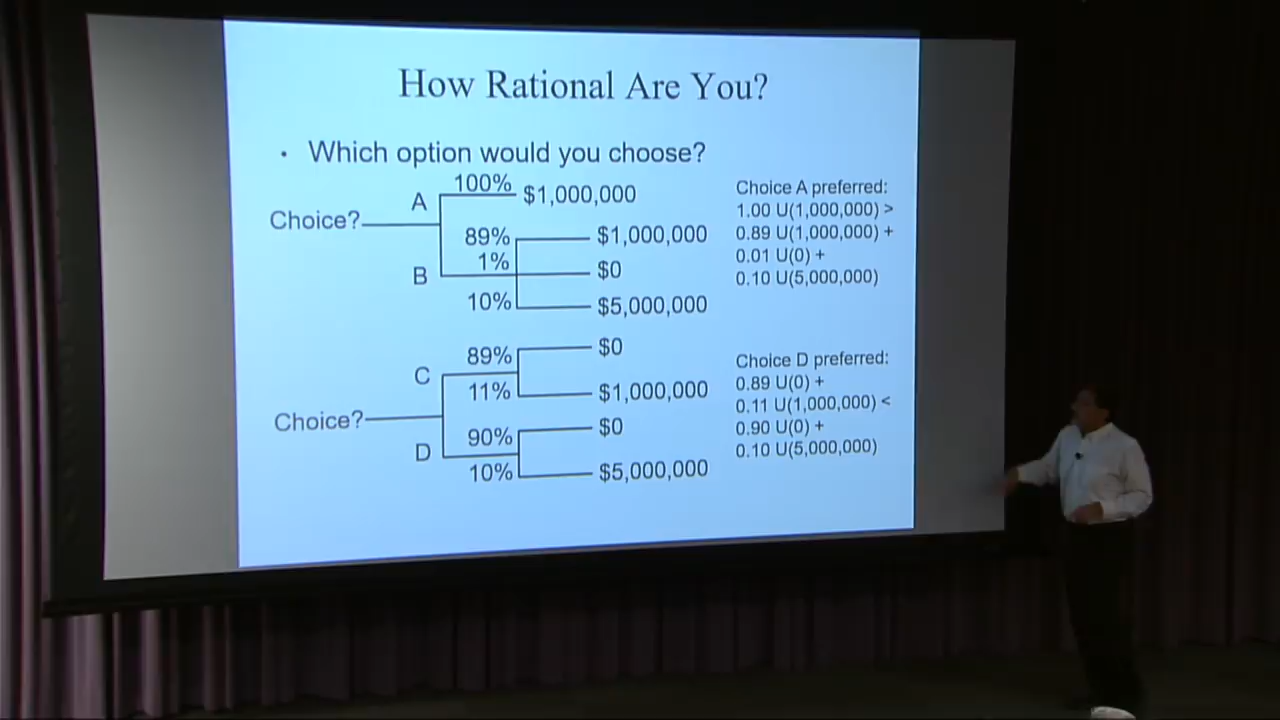 How Rational Are You?
• Which option would you choose?
Choice?
A
100%
$1,000,000
B
89%
$1,000,000
1%
$0
10%
$5,000,000
Choice A preferred:
1.00 U(1,000,000) >
0.89 U(1,000,000) +
0.01 U(0) +
0.10 U(5,000,000)
Choice?
C
89%
$0
11%
$1,000,000
D
90%
$0
10%
$5,000,000
Choice D preferred:
0.89 U(0) +
0.11 U(1,000,000) <
0.90 U(0) +
0.10 U(5,000,000)